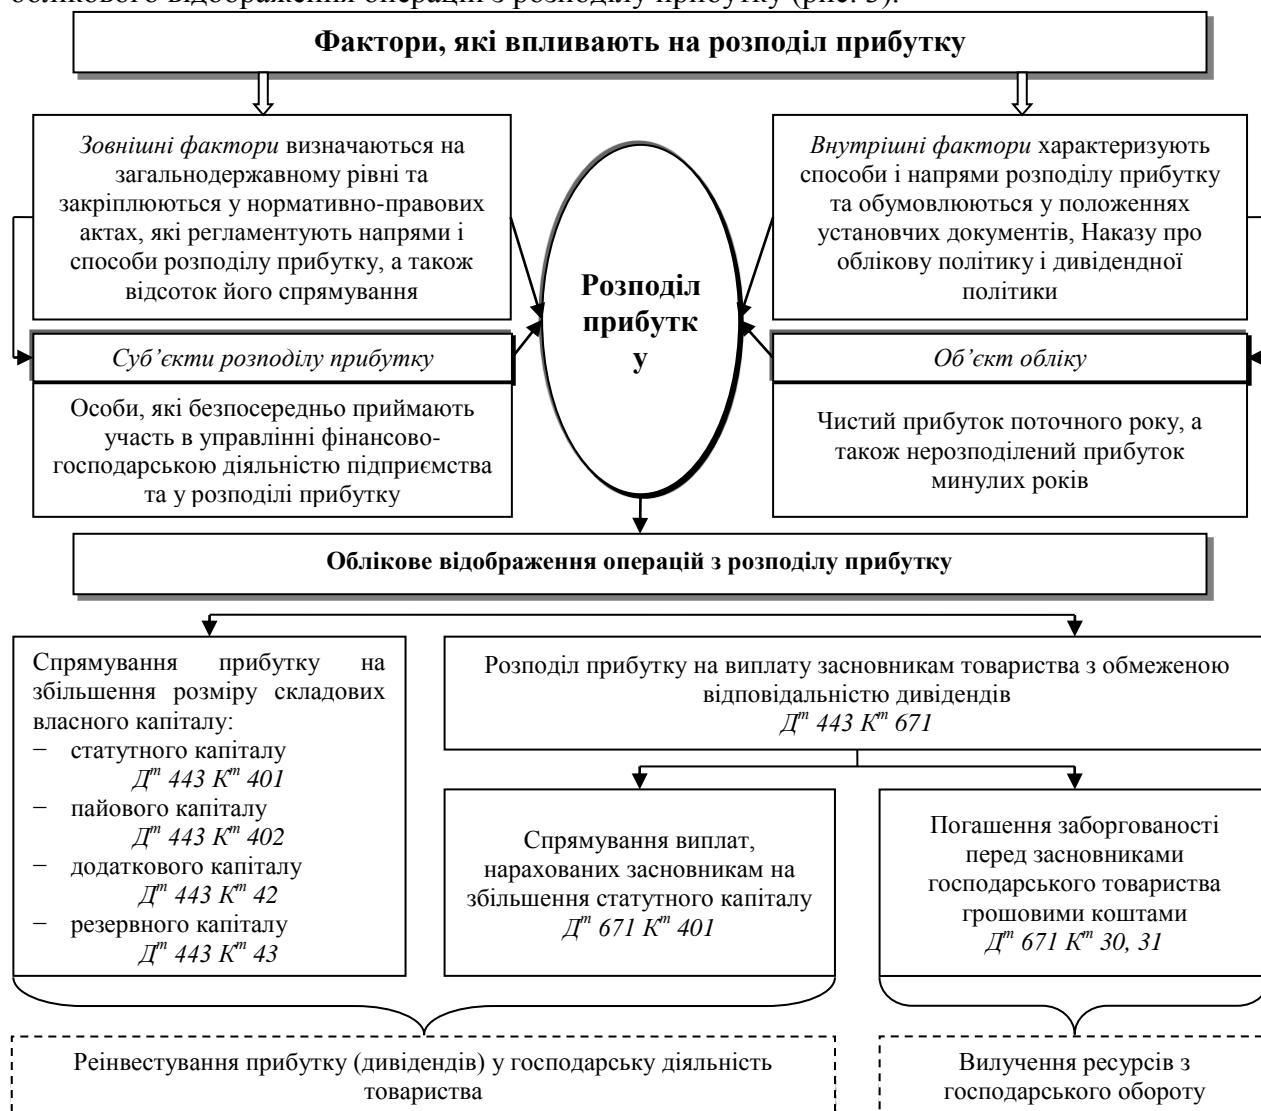 облікового відображення операцій з розподілу прибутку (рис. 3).
Фактори, які впливають на розподіл прибутку
Зовнішні фактори визначаються на
загальнодержавному рівні та
закріплюються у нормативно-правових
актах, які регламентують напрями і
способи розподілу прибутку, а також
відсоток його спрямування
Внутрішні фактори характеризують
способи і напрями розподілу прибутку
та обумовлюються у положеннях
установчих документів, Наказу про
облікову політику і дивідендної
політики
Розподіл
прибутк
у
Суб’єкти розподілу прибутку
Особи, які безпосередньо приймають
участь в управлінні фінансово-
господарською діяльністю підприємства
та у розподілі прибутку
Об’єкт обліку
Чистий прибуток поточного року, а
також нерозподілений прибуток
минулих років
Облікове відображення операцій з розподілу прибутку
Спрямування прибутку на
збільшення розміру складових
власного капіталу:
− статутного капіталу
Дт 443 Кт 401
− пайового капіталу
Дт 443 Кт 402
− додаткового капіталу
Дт 443 Кт 42
− резервного капіталу
Дт 443 Кт 43
Розподіл прибутку на виплату засновникам товариства з обмеженою
відповідальністю дивідендів
Дт 443 Кт 671
Спрямування виплат,
нарахованих засновникам на
збільшення статутного капіталу
Дт 671 Кт 401
Погашення заборгованості
перед засновниками
господарського товариства
грошовими коштами
Дт 671 Кт 30, 31
Реінвестування прибутку (дивідендів) у господарську діяльність
товариства
Вилучення ресурсів з
господарського обороту